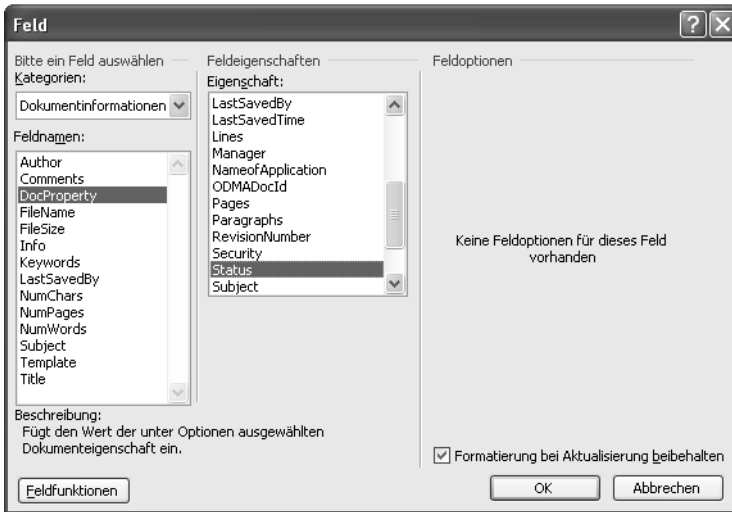 Feld
Bitte ein Feld auswählen
Kategorien:
Dokumentinformationen
Feldnamen:
Author
Comments
DocProperty
FileName
FileSize
Info
Keywords
LastSavedBy
NumChars
NumPages
NumWords
Subject
Template
Title
Feldeigenschaften
Eigenschaft:
LastSavedBy
LastSavedTime
Lines
Manager
NameofApplication
ODMADocId
Pages
Paragraphs
RevisionNumber
Security
Status
Subject
Feldoptionen
Keine Feldoptionen für dieses Feld
vorhanden
Beschreibung:
Fügt den Wert der unter Optionen ausgewählten
Dokumenteigenschaft ein.
Formatierung bei Aktualisierung beibehalten
Feldfunktionen
OK
Abbrechen